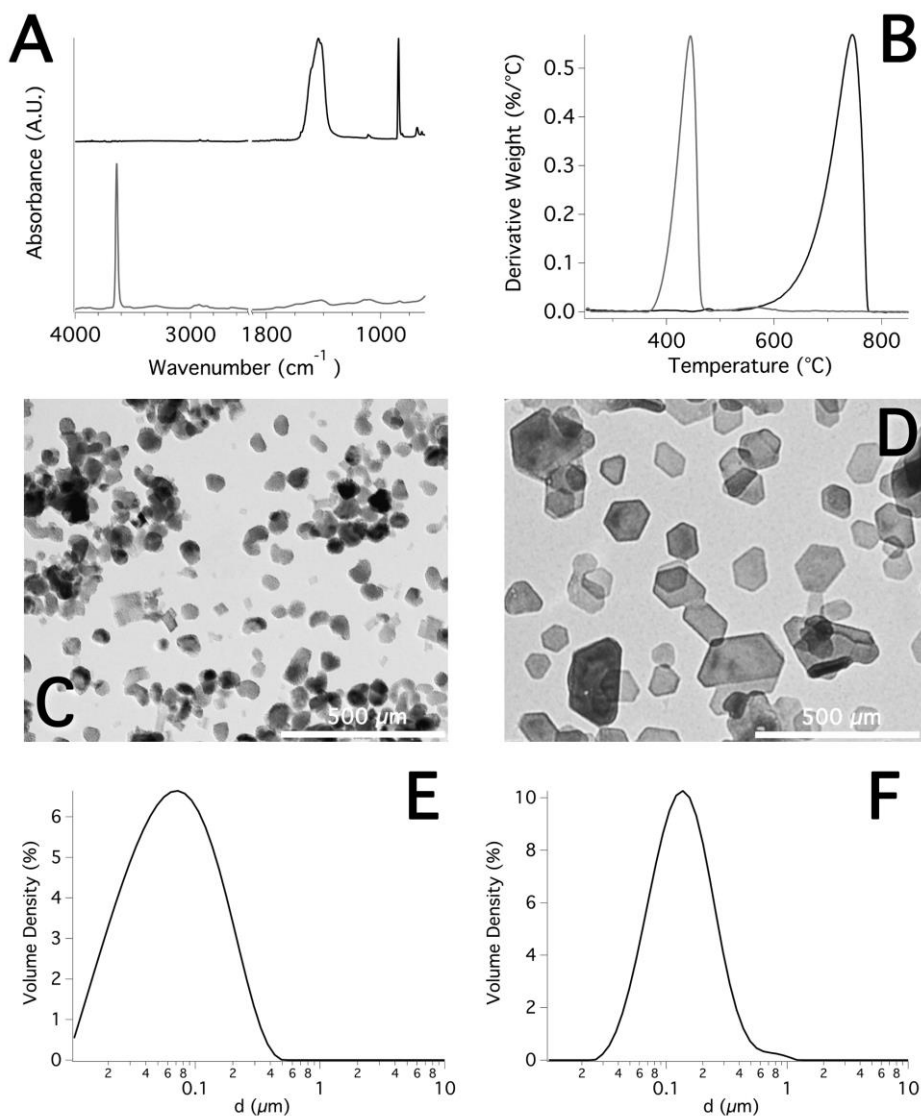 A
Absorbance (A.U.)
4000
3000
1800
1000
Wavenumber (cm⁻¹)
B
Derivative Weight (%/°C)
0.5
0.4
0.3
0.2
0.1
0.0
400
600
800
Temperature (°C)
C
500 µm
D
500 µm
E
Volume Density (%)
6
5
4
3
2
1
0
2 4 6 8 2 4 6 8 2 4 6 8
0.1 1 10
d (µm)
F
Volume Density (%)
10
8
6
4
2
0
2 4 6 8 2 4 6 8 2 4 6 8
0.1 1 10
d (µm)